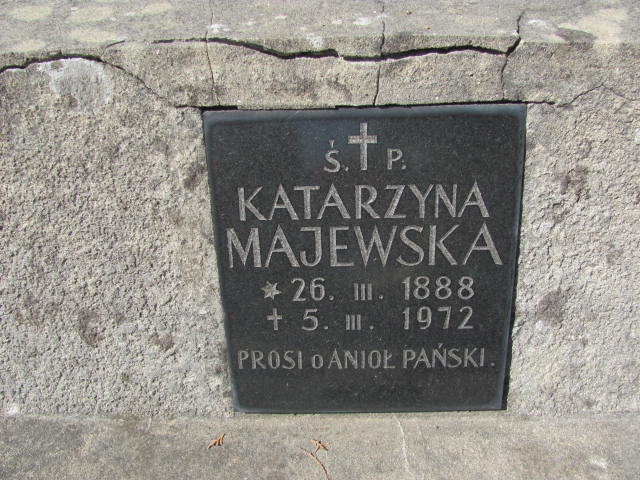 Ś. P.
KATARZYNA
MAJEWSKA
* 26. III. 1888
† 5. III. 1972
PROSI o ANIOŁ PAŃSKI.